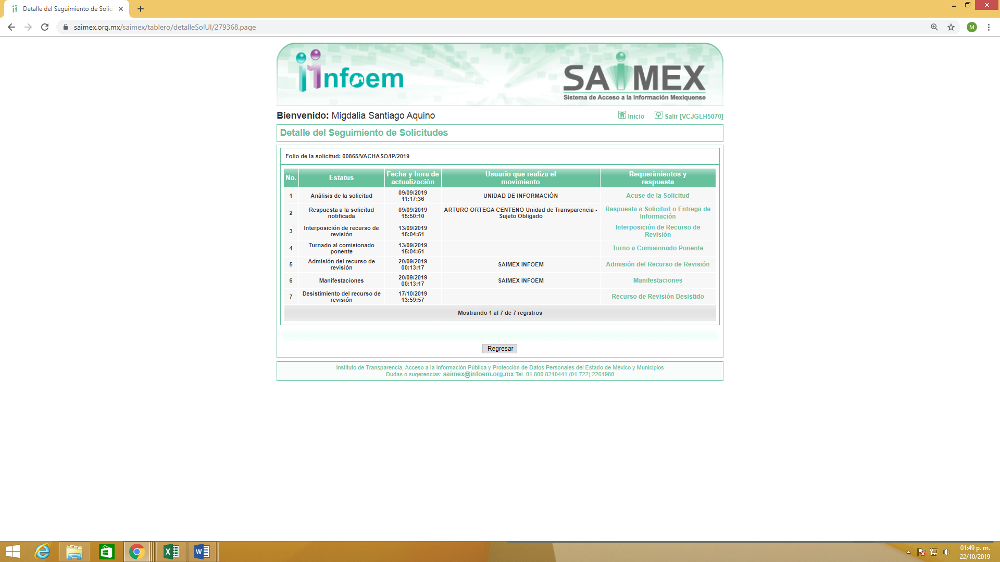 Detalle del Seguimiento de Solici
saimex.org.mx/saimex/tablero/detalleSolUI/279368.page
M
infoem
SAIMEX
Sistema de Acceso a la Información Mexiquense
Bienvenido: Migdalia Santiago Aquino
Inicio
Salir [VCJGLH5070]
Detalle del Seguimiento de Solicitudes
Folio de la solicitud: 00865/VACHASO/IP/2019
No. Estatus Fecha y hora de actualización Usuario que realiza el movimiento Requerimientos y respuesta
1 Análisis de la solicitud 09/09/2019 11:17:36 UNIDAD DE INFORMACIÓN Acuse de la Solicitud
2 Respuesta a la solicitud notificada 09/09/2019 15:50:10 ARTURO ORTEGA CENTENO Unidad de Transparencia - Sujeto Obligado Respuesta a Solicitud o Entrega de Información
3 Interposición de recurso de revisión 13/09/2019 15:04:51 Interposición de Recurso de Revisión
4 Turnado al comisionado ponente 13/09/2019 15:04:51 Turno a Comisionado Ponente
5 Admisión del recurso de revisión 20/09/2019 00:13:17 SAIMEX INFOEM Admisión del Recurso de Revisión
6 Manifestaciones 20/09/2019 00:13:17 SAIMEX INFOEM Manifestaciones
7 Desistimiento del recurso de revisión 17/10/2019 13:59:57 Recurso de Revisión Desistido
Mostrando 1 al 7 de 7 registros
Regresar
Instituto de Transparencia, Acceso a la Información Pública y Protección de Datos Personales del Estado de México y Municipios
Dudas o sugerencias: saimex@infoem.org.mx Tel. 01 800 8210441 (01 722) 2261980
01:49 p. m.
22/10/2019